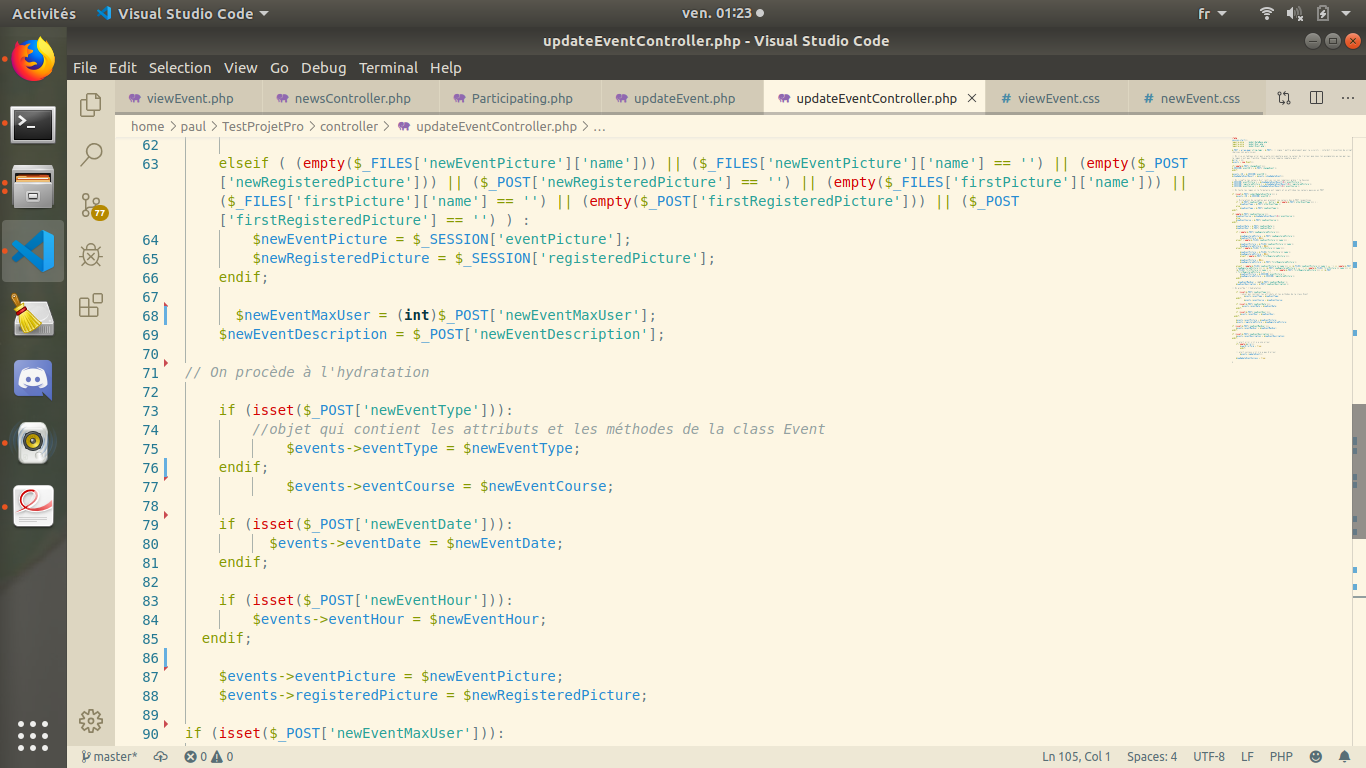 Activités Visual Studio Code ven. 01:23 fr
updateEventController.php - Visual Studio Code
File Edit Selection View Go Debug Terminal Help
viewEvent.php newsController.php Participating.php updateEvent.php updateEventController.php viewEvent.css newEvent.css
home > paul > TestProjetPro > controller > updateEventController.php > ...
62
63 elseif ( (empty($_FILES['newEventPicture']['name'])) || ($_FILES['newEventPicture']['name'] == '') || (empty($_POST
['newRegisteredPicture'])) || ($_POST['newRegisteredPicture'] == '') || (empty($_FILES['firstPicture']['name'])) ||
($_FILES['firstPicture']['name'] == '') || (empty($_POST['firstRegisteredPicture'])) || ($_POST
['firstRegisteredPicture'] == '') ) :
64 $newEventPicture = $_SESSION['eventPicture'];
65 $newRegisteredPicture = $_SESSION['registeredPicture'];
66 endif;
67
68 $newEventMaxUser = (int)$_POST['newEventMaxUser'];
69 $newEventDescription = $_POST['newEventDescription'];
70
71 // On procède à l'hydratation
72
73 if (isset($_POST['newEventType'])):
74 //objet qui contient les attributs et les méthodes de la class Event
75 $events->eventType = $newEventType;
76 endif;
77 $events->eventCourse = $newEventCourse;
78
79 if (isset($_POST['newEventDate'])):
80 $events->eventDate = $newEventDate;
81 endif;
82
83 if (isset($_POST['newEventHour'])):
84 $events->eventHour = $newEventHour;
85 endif;
86
87 $events->eventPicture = $newEventPicture;
88 $events->registeredPicture = $newRegisteredPicture;
89
90 if (isset($_POST['newEventMaxUser'])):
77
master* 0 0 Ln 105, Col 1 Spaces: 4 UTF-8 LF PHP